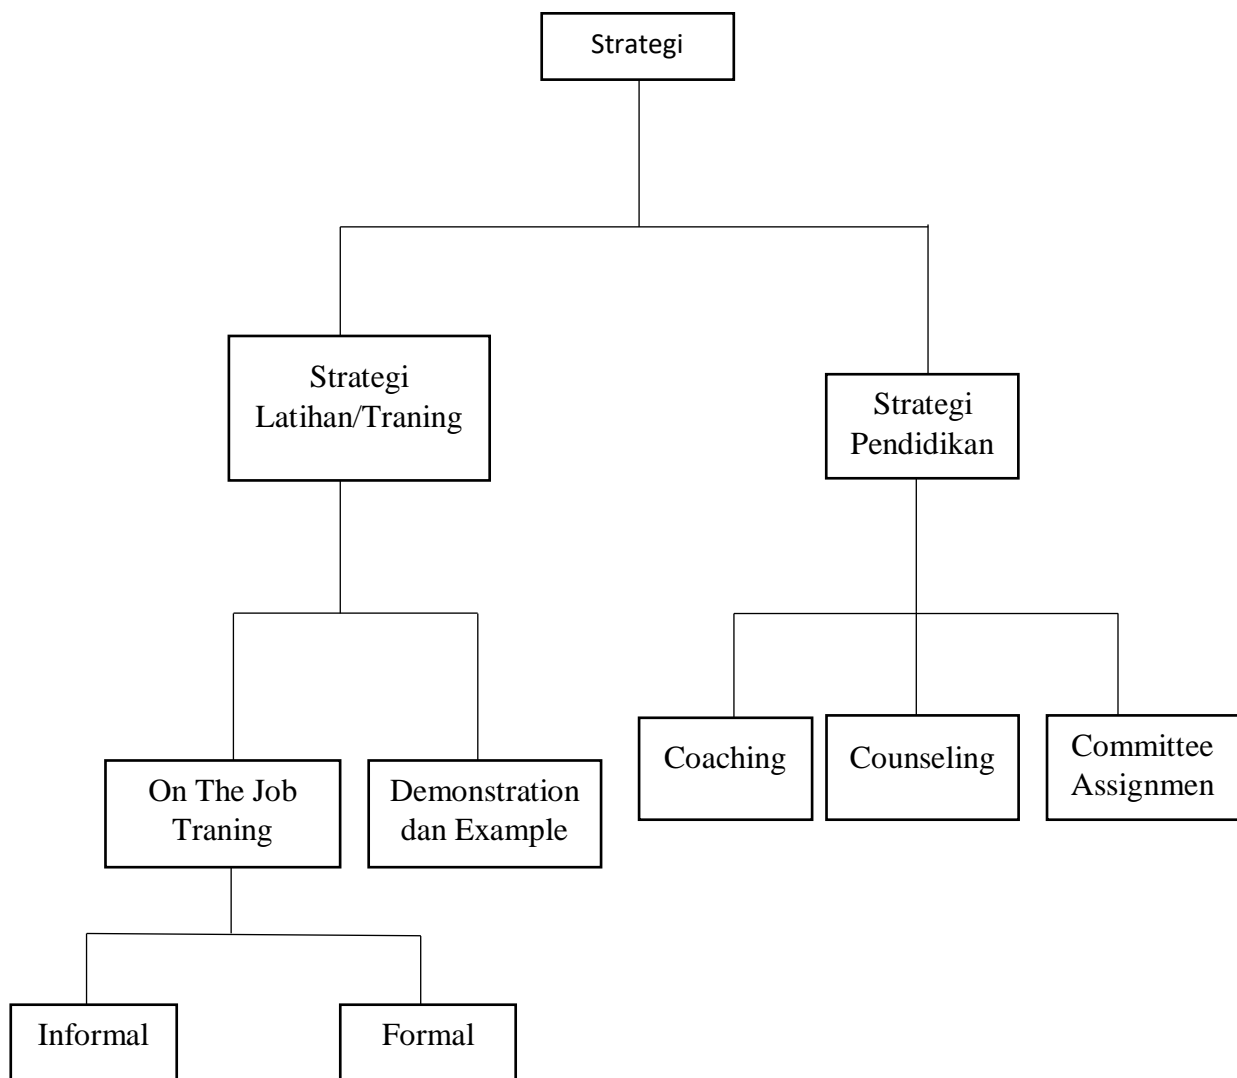 Strategi
Strategi
Latihan/Traning
Strategi
Pendidikan
On The Job
Traning
Demonstration
dan Example
Coaching
Counseling
Committee
Assignmen
Informal
Formal